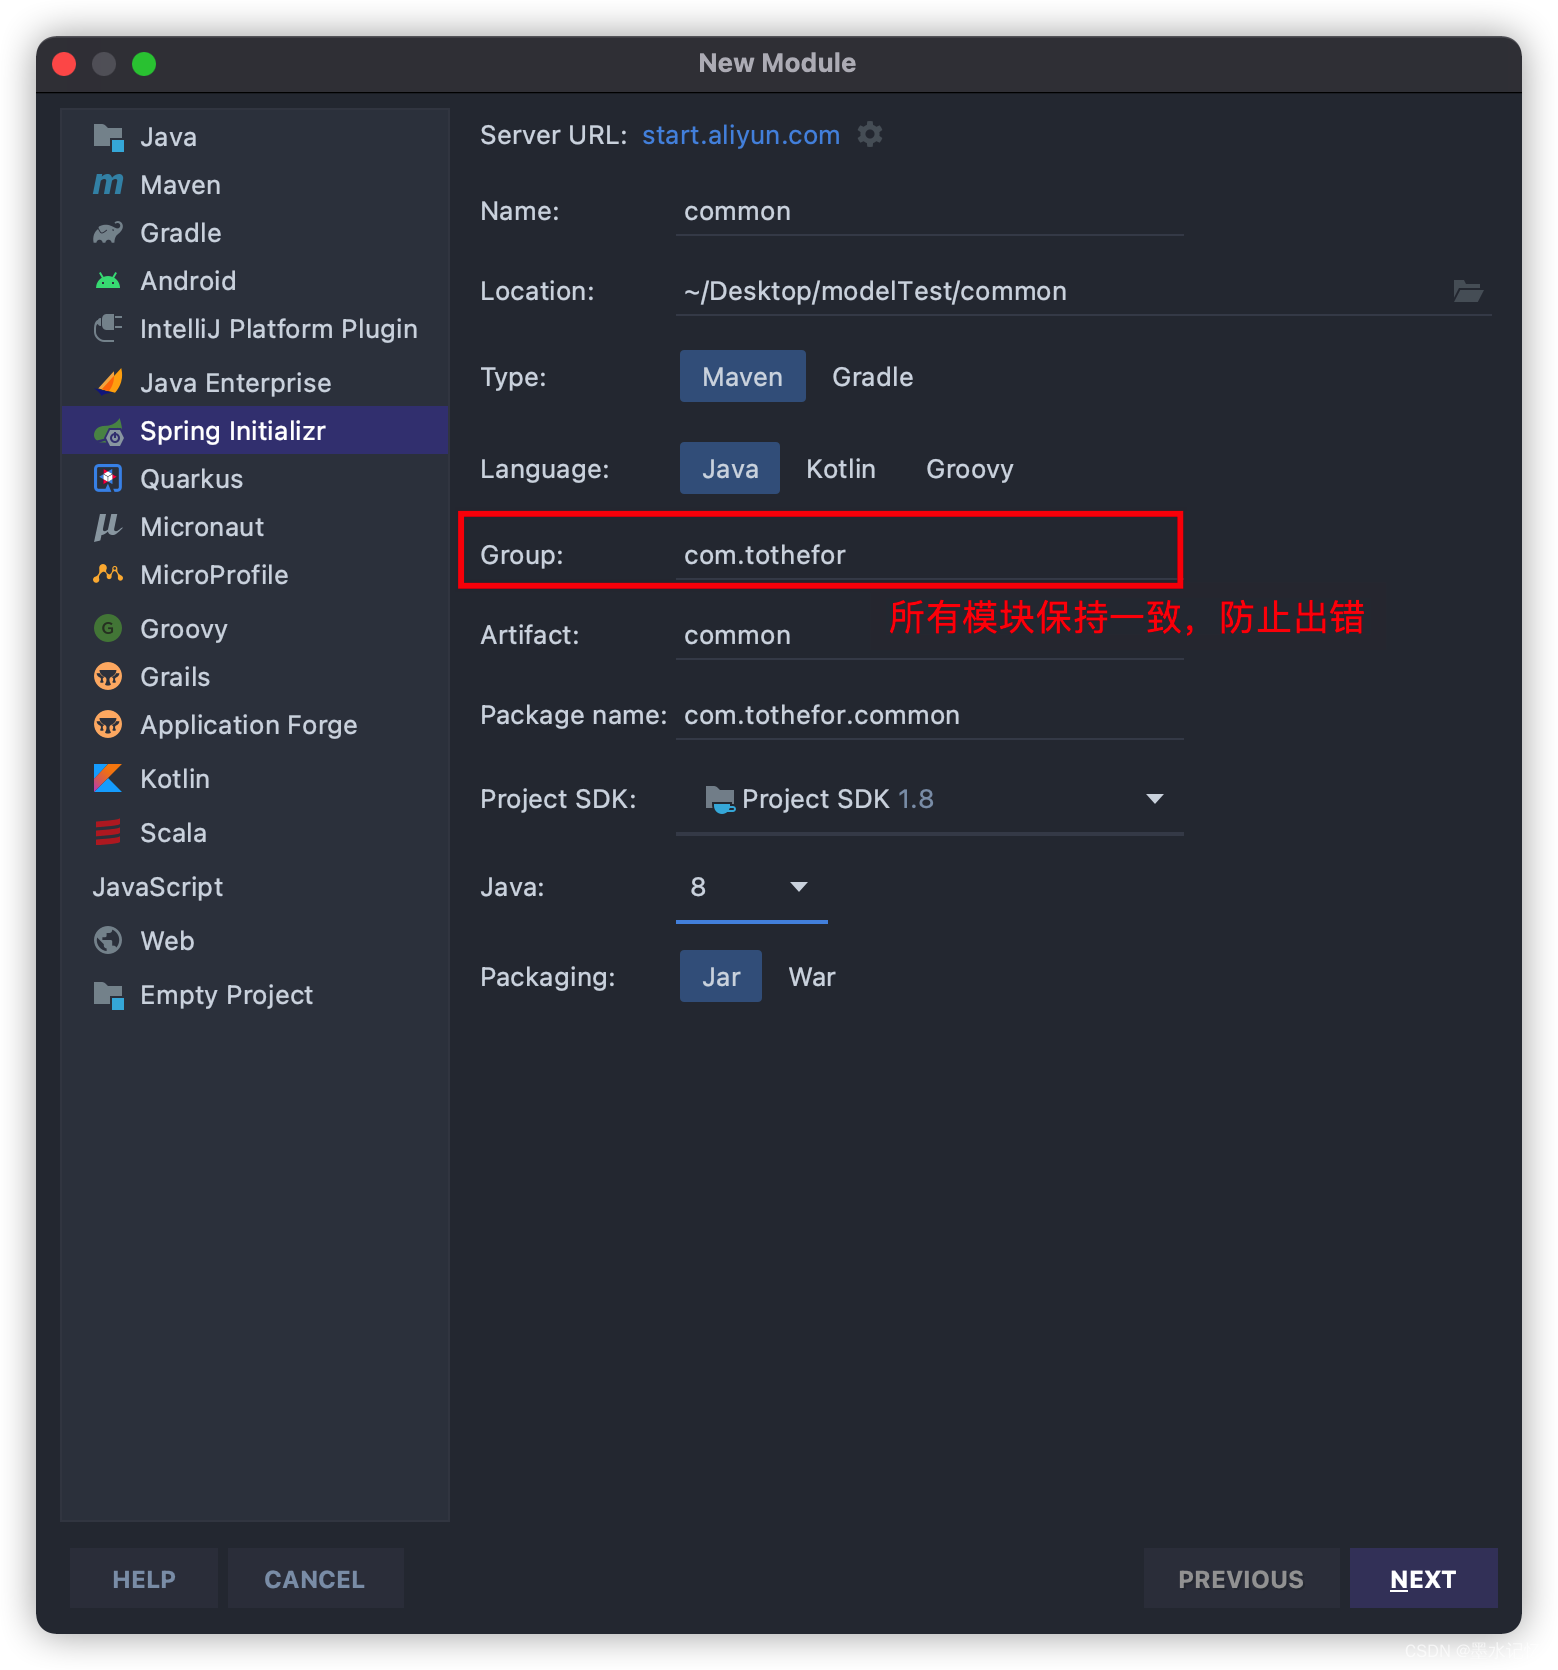 New Module
Java
Maven
Gradle
Android
IntelliJ Platform Plugin
Java Enterprise
Spring Initializr
Quarkus
Micronaut
MicroProfile
Groovy
Grails
Application Forge
Kotlin
Scala
JavaScript
Web
Empty Project
Server URL: start.aliyun.com
Name: common
Location: ~/Desktop/modelTest/common
Type: Maven Gradle
Language: Java Kotlin Groovy
Group: com.tothefor
所有模块保持一致，防止出错
Artifact: common
Package name: com.tothefor.common
Project SDK: Project SDK 1.8
Java: 8
Packaging: Jar War
HELP CANCEL PREVIOUS NEXT
CSDN